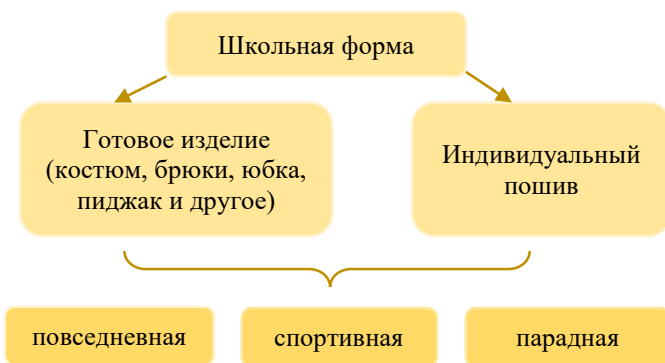 Школьная форма
Готовое изделие
(костюм, брюки, юбка,
пиджак и другое)
Индивидуальный
пошив
повседневная
спортивная
парадная